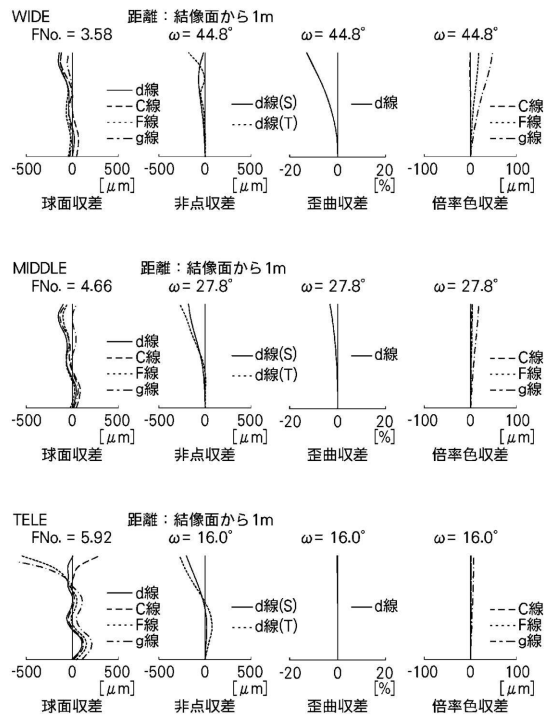 WIDE 距離：結像面から1m
FNo. = 3.58 ω= 44.8° ω= 44.8° ω= 44.8°
d線
C線
F線
g線
d線(S)
d線(T)
d線
C線
F線
g線
-500 0 500 -500 0 500 -20 0 20 -100 0 100
[μm] [μm] [%] [μm]
球面収差 非点収差 歪曲収差 倍率色収差
MIDDLE 距離：結像面から1m
FNo. = 4.66 ω= 27.8° ω= 27.8° ω= 27.8°
d線
C線
F線
g線
d線(S)
d線(T)
d線
C線
F線
g線
-500 0 500 -500 0 500 -20 0 20 -100 0 100
[μm] [μm] [%] [μm]
球面収差 非点収差 歪曲収差 倍率色収差
TELE 距離：結像面から1m
FNo. = 5.92 ω= 16.0° ω= 16.0° ω= 16.0°
d線
C線
F線
g線
d線(S)
d線(T)
d線
C線
F線
g線
-500 0 500 -500 0 500 -20 0 20 -100 0 100
[μm] [μm] [%] [μm]
球面収差 非点収差 歪曲収差 倍率色収差